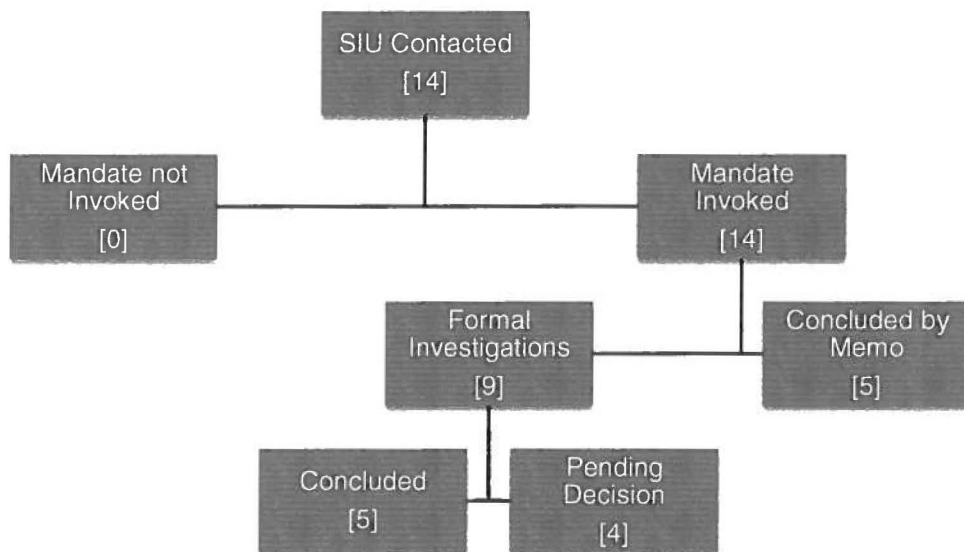 SIU Contacted
[14]
Mandate not
Invoked
[0]
Mandate
Invoked
[14]
Formal
Investigations
[9]
Concluded by
Memo
[5]
Concluded
[5]
Pending
Decision
[4]